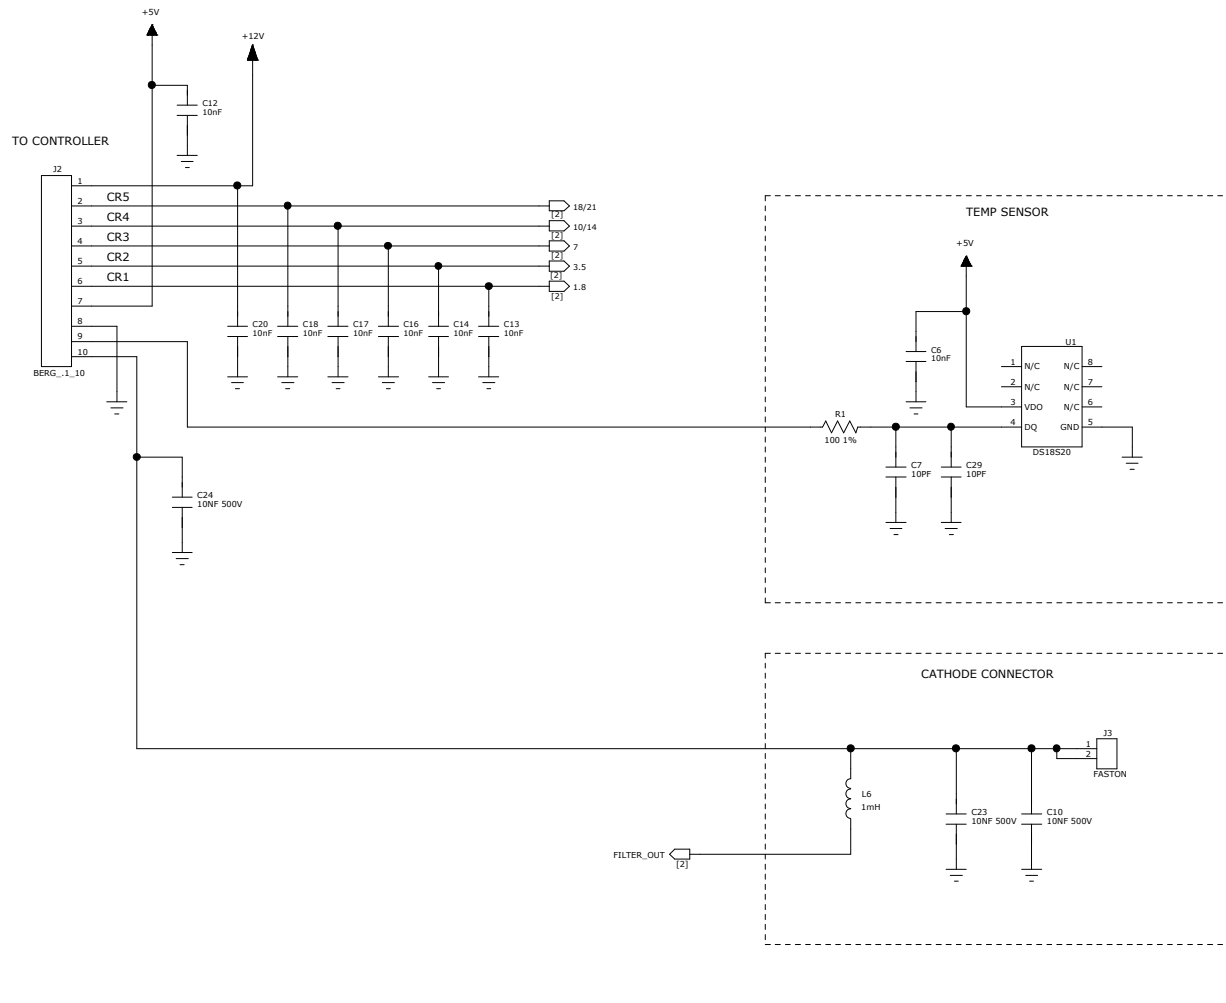 +5V
+12V
C12
10nF
TO CONTROLLER
J2
1
2
3
4
5
6
7
8
9
10
BERG_.1_10
CR5
CR4
CR3
CR2
CR1
18/21
[2]
10/14
[2]
7
[2]
3.5
[2]
1.8
[2]
C20
10nF
C18
10nF
C17
10nF
C16
10nF
C14
10nF
C13
10nF
C24
10NF 500V
TEMP SENSOR
+5V
C6
10nF
U1
1 N/C
2 N/C
3 VDO
4 DQ
N/C 8
N/C 7
N/C 6
GND 5
DS18S20
R1
100 1%
C7
10PF
C29
10PF
CATHODE CONNECTOR
J3
1
2
FASTON
L6
1mH
C23
10NF 500V
C10
10NF 500V
FILTER_OUT
[2]